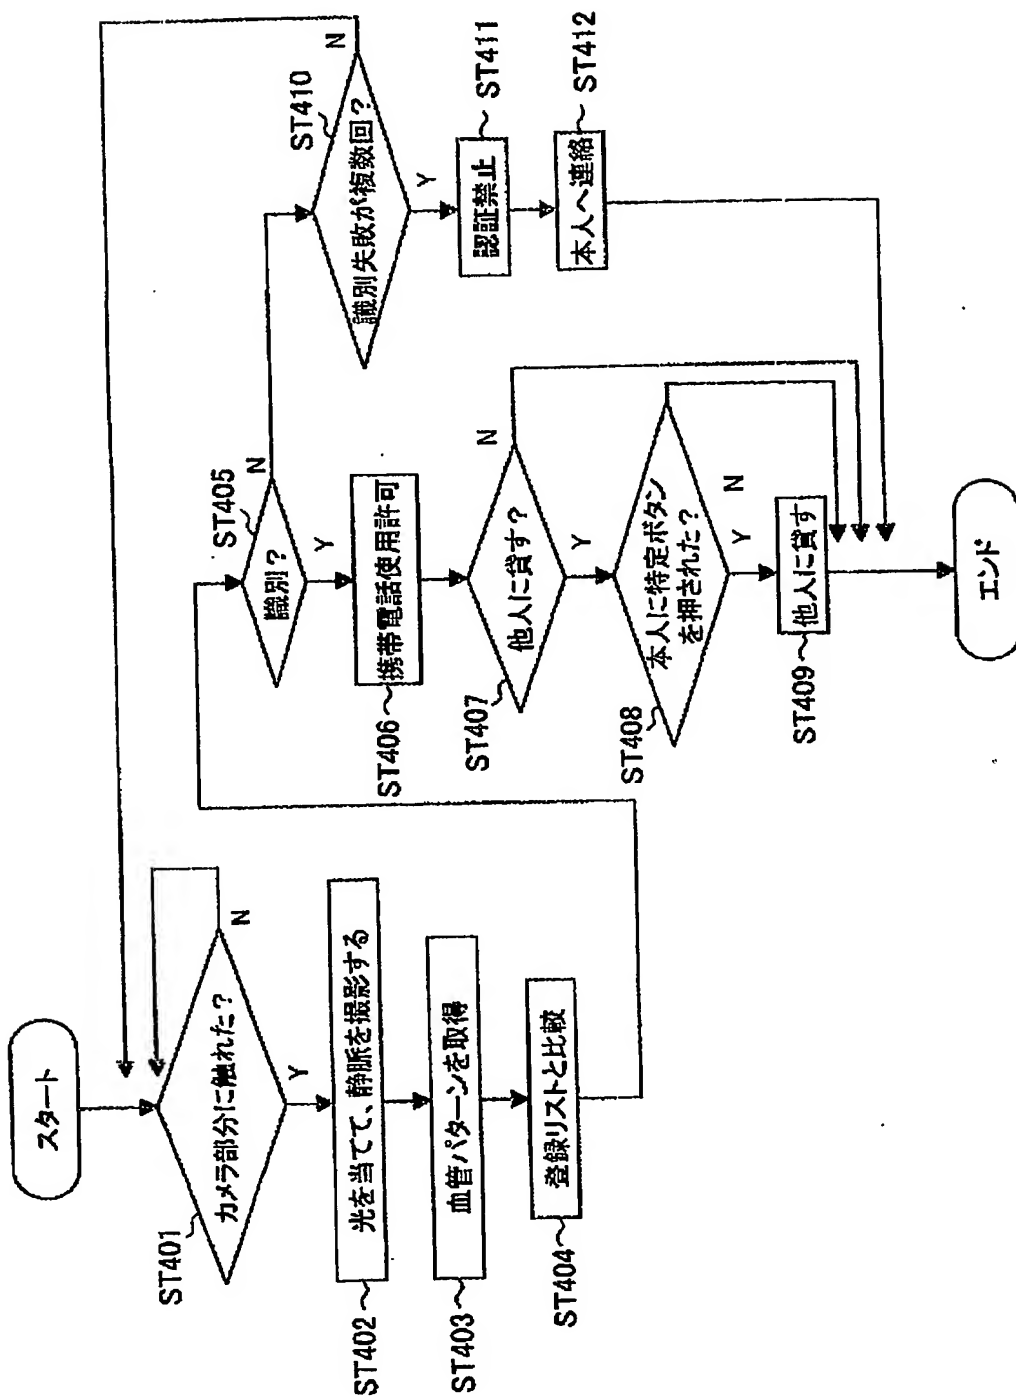 スタート
ST401
カメラ部分に触れた?
N
Y
ST402
光を当てて、静脈を撮影する
ST403
血管パターンを取得
ST404
登録リストと比較
ST405
識別?
N
Y
ST406
携帯電話使用許可
ST407
他人に貸す?
N
Y
ST408
本人に特定ボタン
を押された?
N
Y
ST409
他人に貸す
エンド
ST410
識別失敗が複数回?
N
Y
ST411
認証禁止
ST412
本人へ連絡